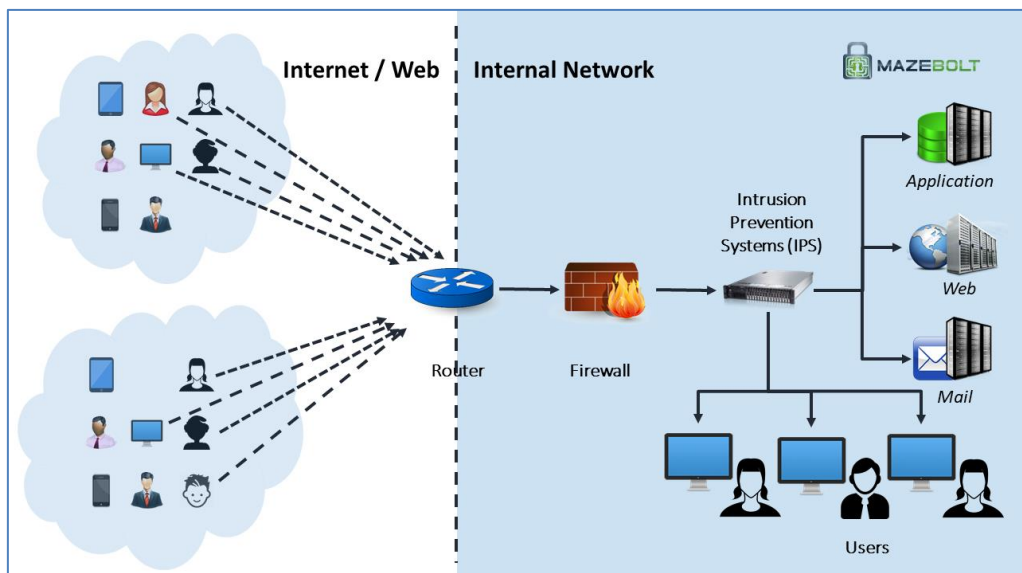 Internet / Web
Internal Network
MAZEBOLT
Application
Intrusion
Prevention
Systems (IPS)
Web
Router
Firewall
Mail
Users